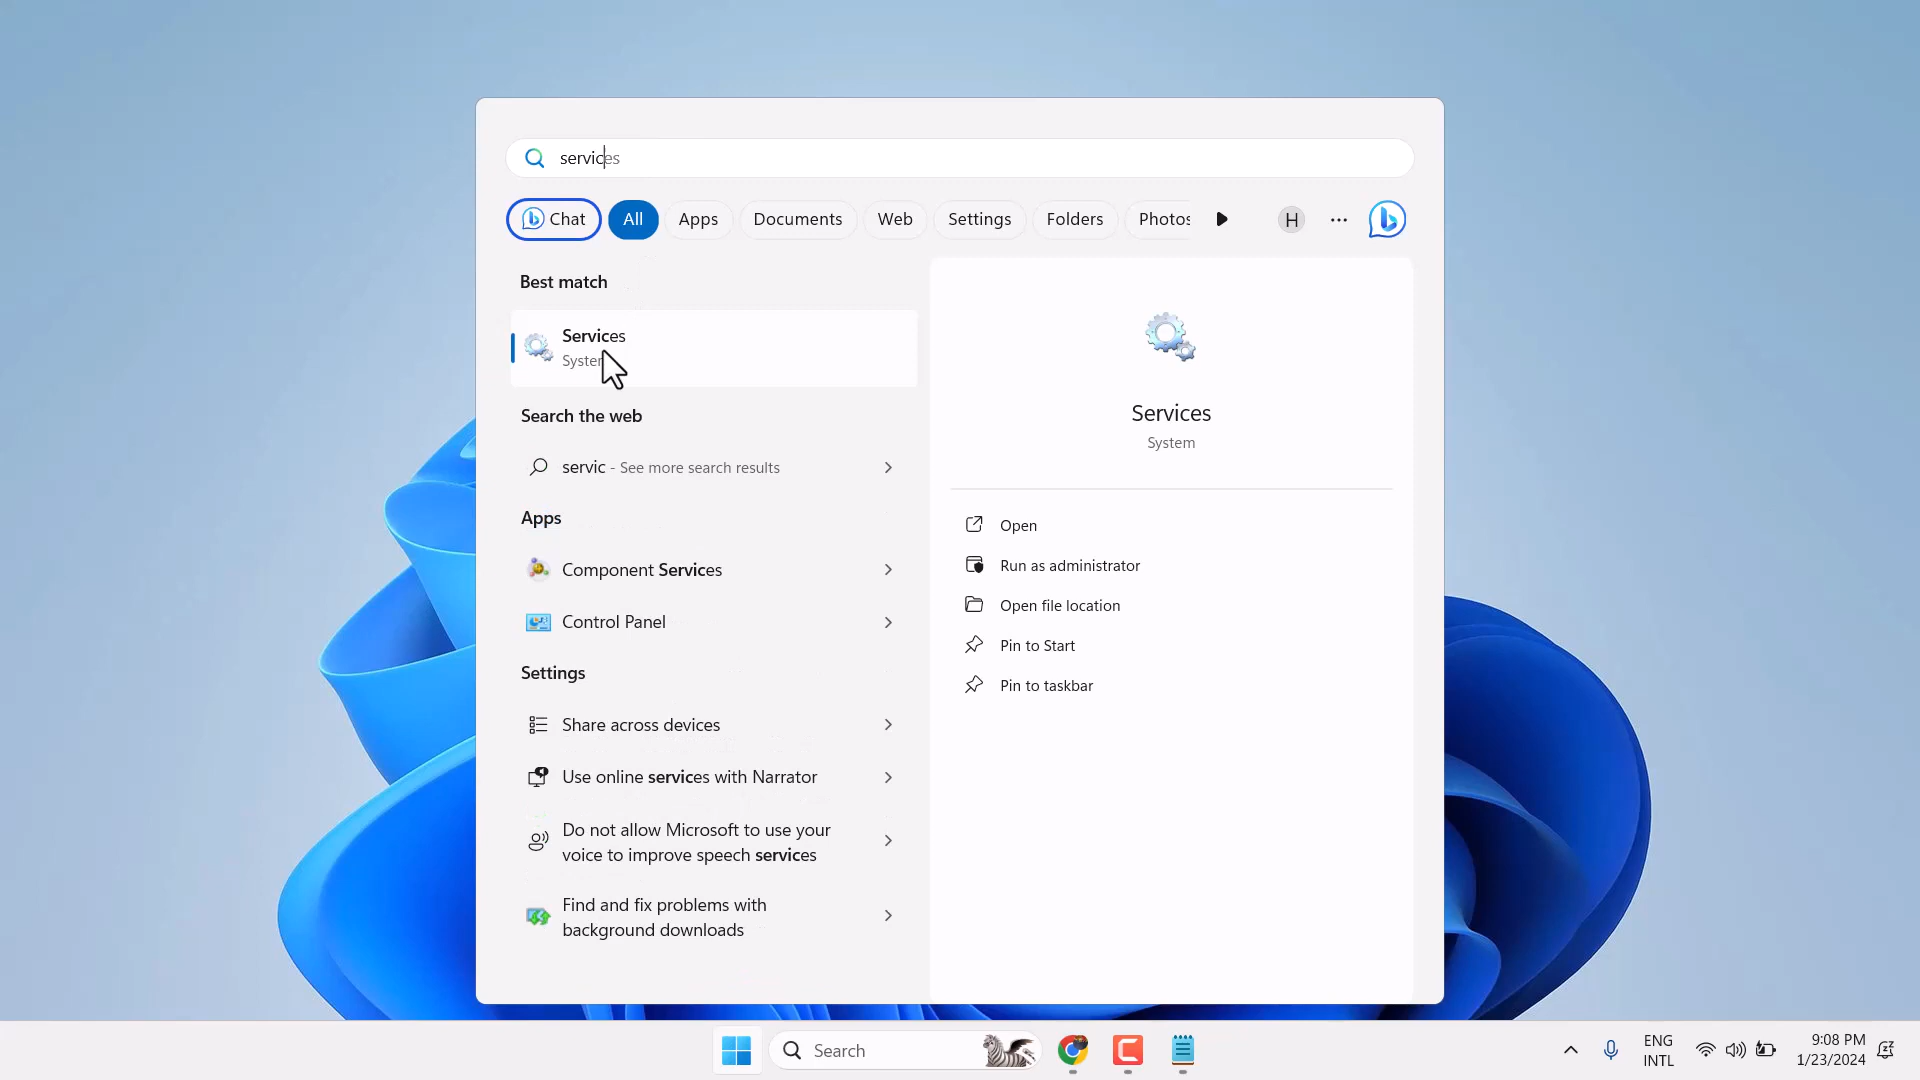 services
Chat All Apps Documents Web Settings Folders Photos H
Best match
Services
System
Search the web
servic - See more search results
Apps
Component Services
Control Panel
Settings
Share across devices
Use online services with Narrator
Do not allow Microsoft to use your
voice to improve speech services
Find and fix problems with
background downloads
Services
System
Open
Run as administrator
Open file location
Pin to Start
Pin to taskbar
Search
ENG
INTL
9:08 PM
1/23/2024